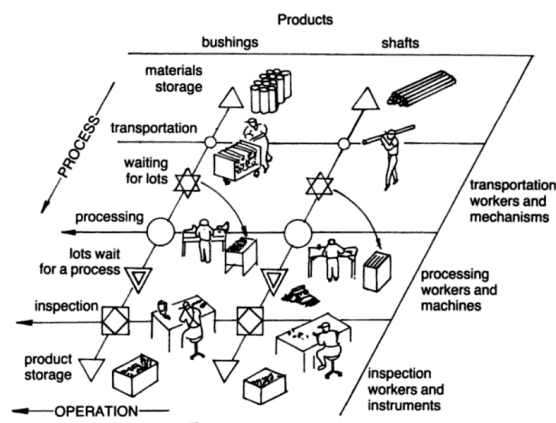 Products
bushings
shafts
materials
storage
transportation
PROCESS
waiting
for lots
transportation
workers and
mechanisms
processing
lots wait
for a process
processing
workers and
machines
inspection
product
storage
inspection
workers and
instruments
OPERATION